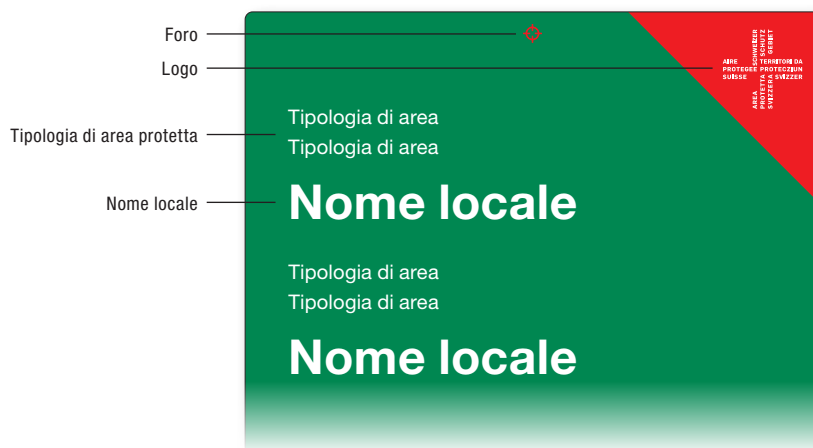 Foro
Logo
Tipologia di area protetta
Nome locale
AIRE
PROTEGEE
SUISSE
SCHWEIZER
SCHUTZ
GEBIET
TERRITORI DA
PROTECZIUN
SVIZZER
AREA
PROTETTA
SVIZZERA
Tipologia di area
Tipologia di area
Nome locale
Tipologia di area
Tipologia di area
Nome locale